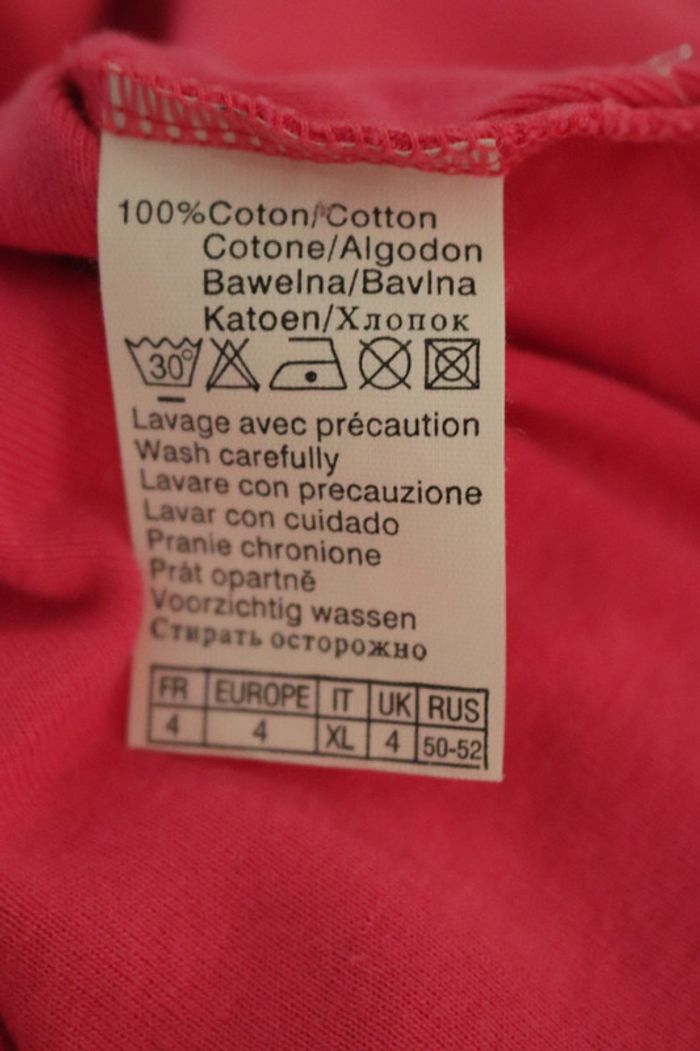 100%Coton/Cotton
Cotone/Algodon
Bawelna/Bavlna
Katoen/Хлопок
30°
Lavage avec précaution
Wash carefully
Lavare con precauzione
Lavar con cuidado
Pranie chronione
Prát opartně
Voorzichtig wassen
Стирать осторожно
FR EUROPE IT UK RUS
4 4 XL 4 50-52